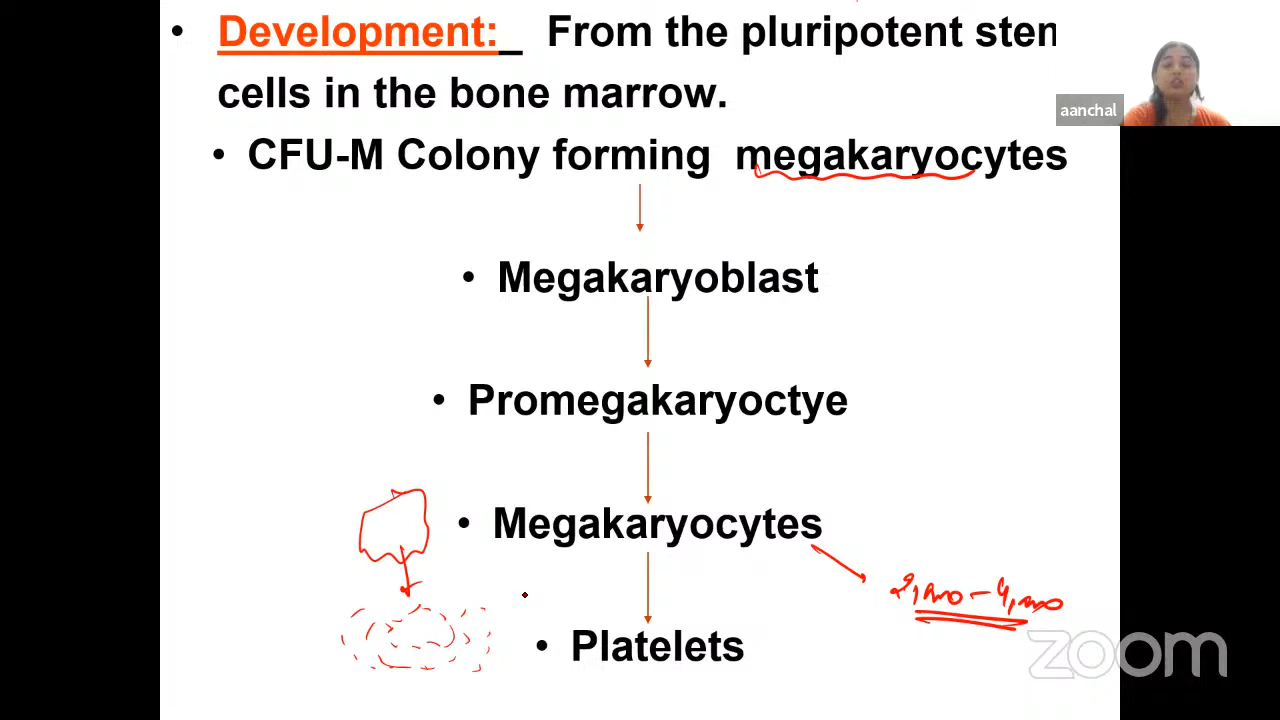 • Development:_ From the pluripotent sten
cells in the bone marrow.
• CFU-M Colony forming megakaryocytes
• Megakaryoblast
• Promegakaryoctye
• Megakaryocytes
• Platelets
aanchal
zoom